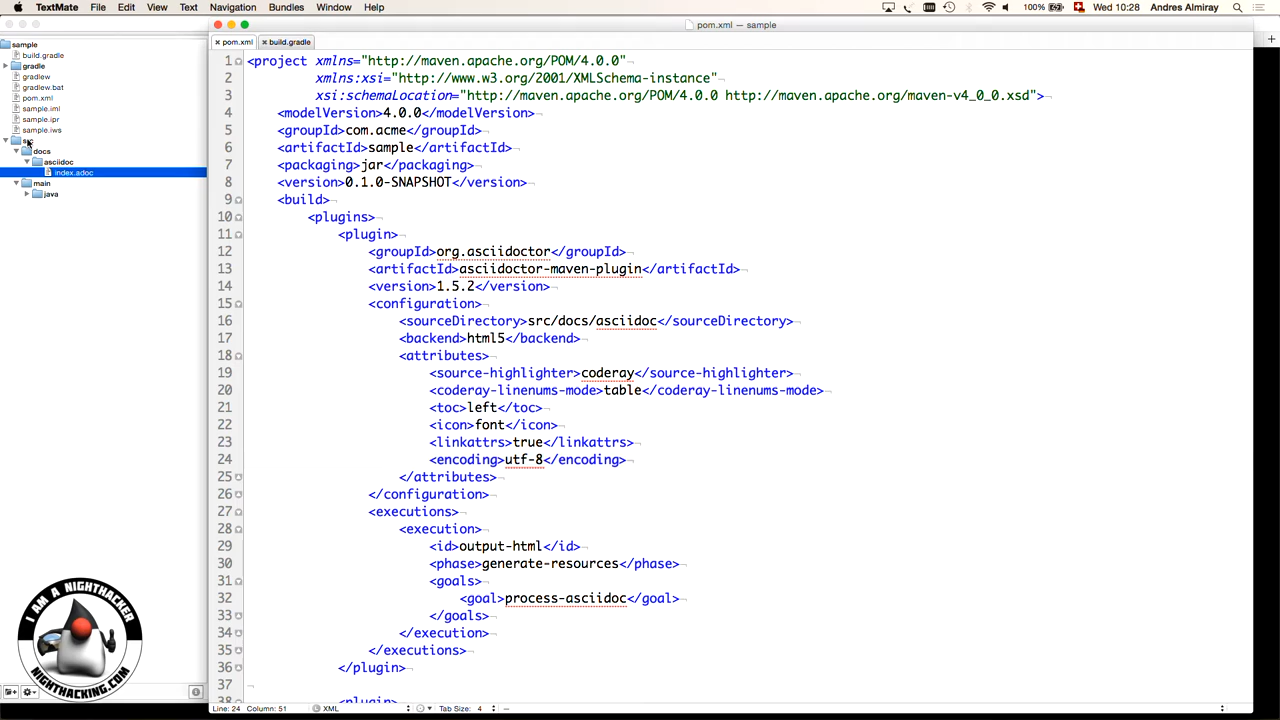 TextMate File Edit View Text Navigation Bundles Window Help
100% Wed 10:28 Andres Almiray
pom.xml — sample
× pom.xml × build.gradle
sample
build.gradle
gradle
gradlew
gradlew.bat
pom.xml
sample.iml
sample.ipr
sample.iws
docs
asciidoc
index.adoc
main
java
1 <project xmlns="http://maven.apache.org/POM/4.0.0"
2 xmlns:xsi="http://www.w3.org/2001/XMLSchema-instance"
3 xsi:schemaLocation="http://maven.apache.org/POM/4.0.0 http://maven.apache.org/maven-v4_0_0.xsd">
4 <modelVersion>4.0.0</modelVersion>
5 <groupId>com.acme</groupId>
6 <artifactId>sample</artifactId>
7 <packaging>jar</packaging>
8 <version>0.1.0-SNAPSHOT</version>
9 <build>
10 <plugins>
11 <plugin>
12 <groupId>org.asciidoctor</groupId>
13 <artifactId>asciidoctor-maven-plugin</artifactId>
14 <version>1.5.2</version>
15 <configuration>
16 <sourceDirectory>src/docs/asciidoc</sourceDirectory>
17 <backend>html5</backend>
18 <attributes>
19 <source-highlighter>coderay</source-highlighter>
20 <coderay-linenums-mode>table</coderay-linenums-mode>
21 <toc>left</toc>
22 <icon>font</icon>
23 <linkattrs>true</linkattrs>
24 <encoding>utf-8</encoding>
25 </attributes>
26 </configuration>
27 <executions>
28 <execution>
29 <id>output-html</id>
30 <phase>generate-resources</phase>
31 <goals>
32 <goal>process-asciidoc</goal>
33 </goals>
34 </execution>
35 </executions>
36 </plugin>
37
38 <plugin>
Line: 24 Column: 51 XML Tab Size: 4 —
I AM A NIGHTHACKER
NIGHTHACKING.COM